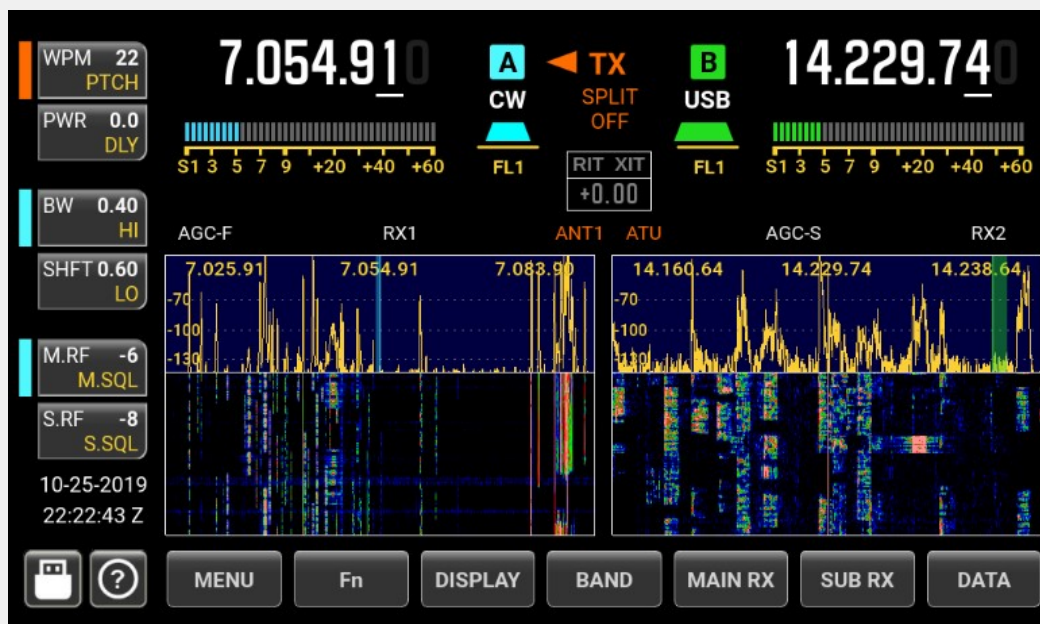 WPM 22
PTCH
PWR 0.0
DLY
BW 0.40
HI
SHFT 0.60
LO
M.RF -6
M.SQL
S.RF -8
S.SQL
10-25-2019
22:22:43 Z
7.054.910
A
CW
TX
SPLIT
OFF
B
USB
14.229.740
S1 3 5 7 9 +20 +40 +60
FL1
RIT XIT
+0.00
FL1
S1 3 5 7 9 +20 +40 +60
AGC-F RX1 ANT1 ATU AGC-S RX2
7.025.91 7.054.91 7.083.90
-70
-100
-130
14.160.64 14.229.74 14.238.64
-70
-100
-130
MENU Fn DISPLAY BAND MAIN RX SUB RX DATA
?